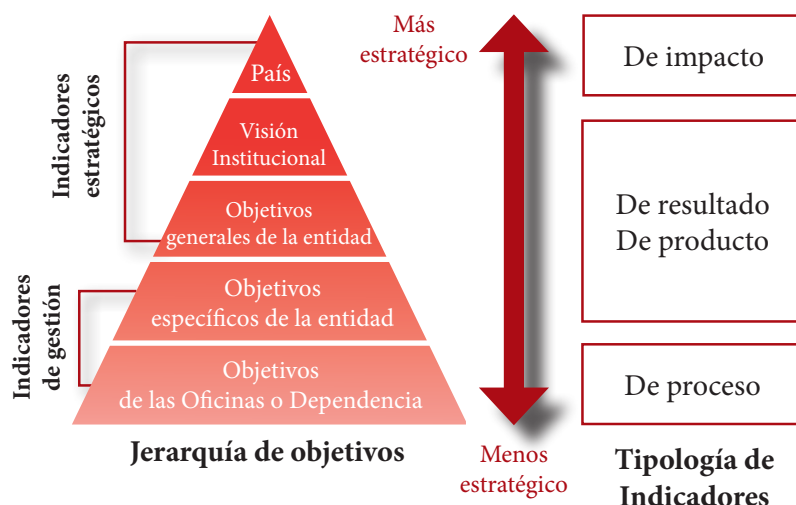 Indicadores
estratégicos
Indicadores
de gestión
País
Visión
Institucional
Objetivos
generales de la entidad
Objetivos
específicos de la entidad
Objetivos
de las Oficinas o Dependencia
Jerarquía de objetivos
Más
estratégico
Menos
estratégico
De impacto
De resultado
De producto
De proceso
Tipología de
Indicadores